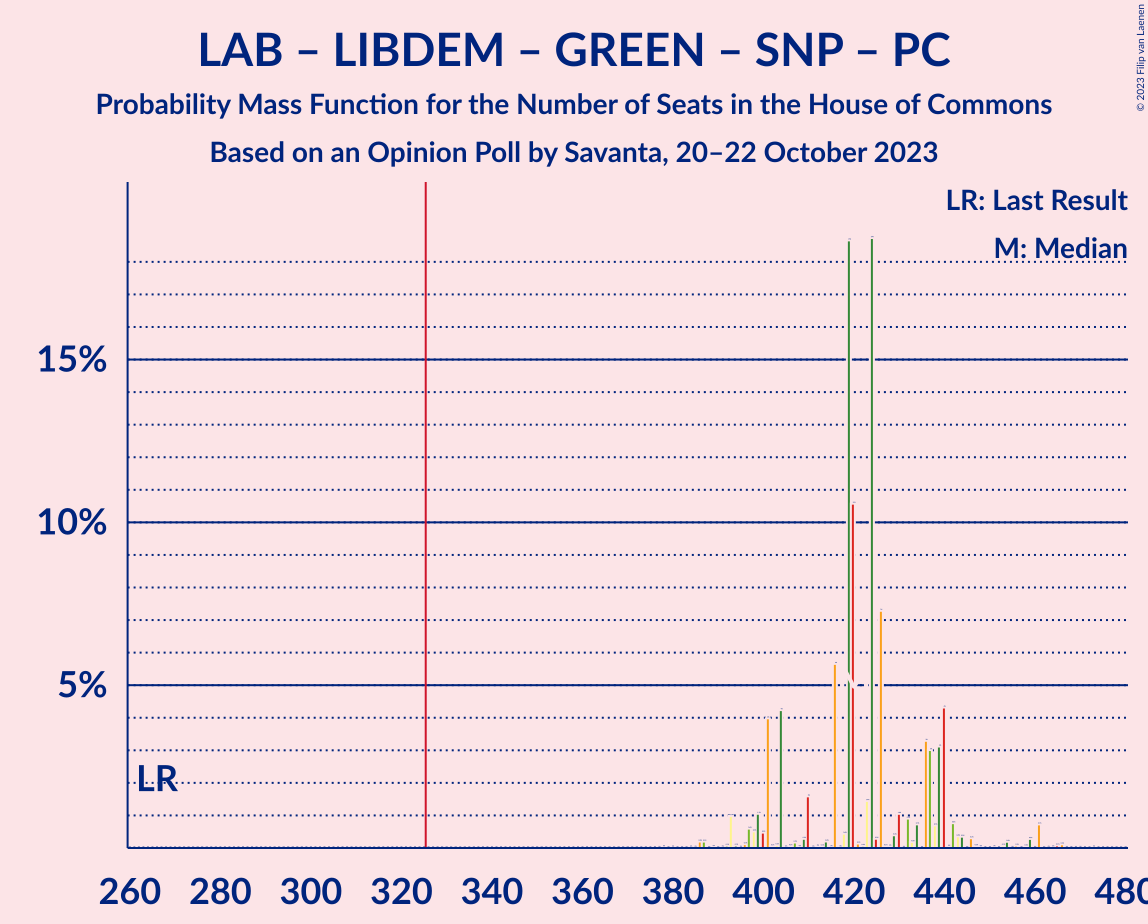 LAB – LIBDEM – GREEN – SNP – PC
Probability Mass Function for the Number of Seats in the House of Commons
Based on an Opinion Poll by Savanta, 20–22 October 2023
© 2023 Filip van Laenen
LR: Last Result
M: Median
15%
10%
5%
LR
260 280 300 320 340 360 380 400 420 440 460 480